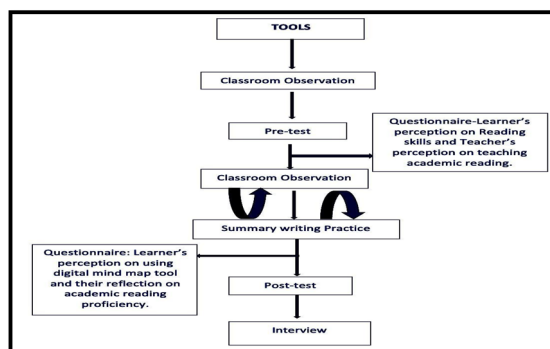 TOOLS
Classroom Observation
Pre-test
Questionnaire-Learner's
perception on Reading
skills and Teacher's
perception on teaching
academic reading.
Classroom Observation
Summary writing Practice
Questionnaire: Learner's
perception on using
digital mind map tool
and their reflection on
academic reading
proficiency.
Post-test
Interview